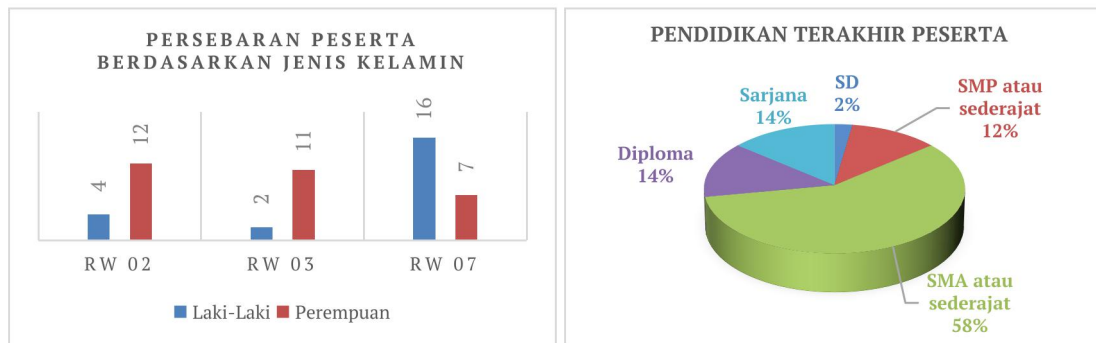 PERSEBARAN PESERTA
BERDASARKAN JENIS KELAMIN
4
12
2
11
16
7
RW 02
RW 03
RW 07
Laki-Laki
Perempuan
PENDIDIKAN TERAKHIR PESERTA
SD
2%
SMP atau
sederajat
12%
SMA atau
sederajat
58%
Diploma
14%
Sarjana
14%